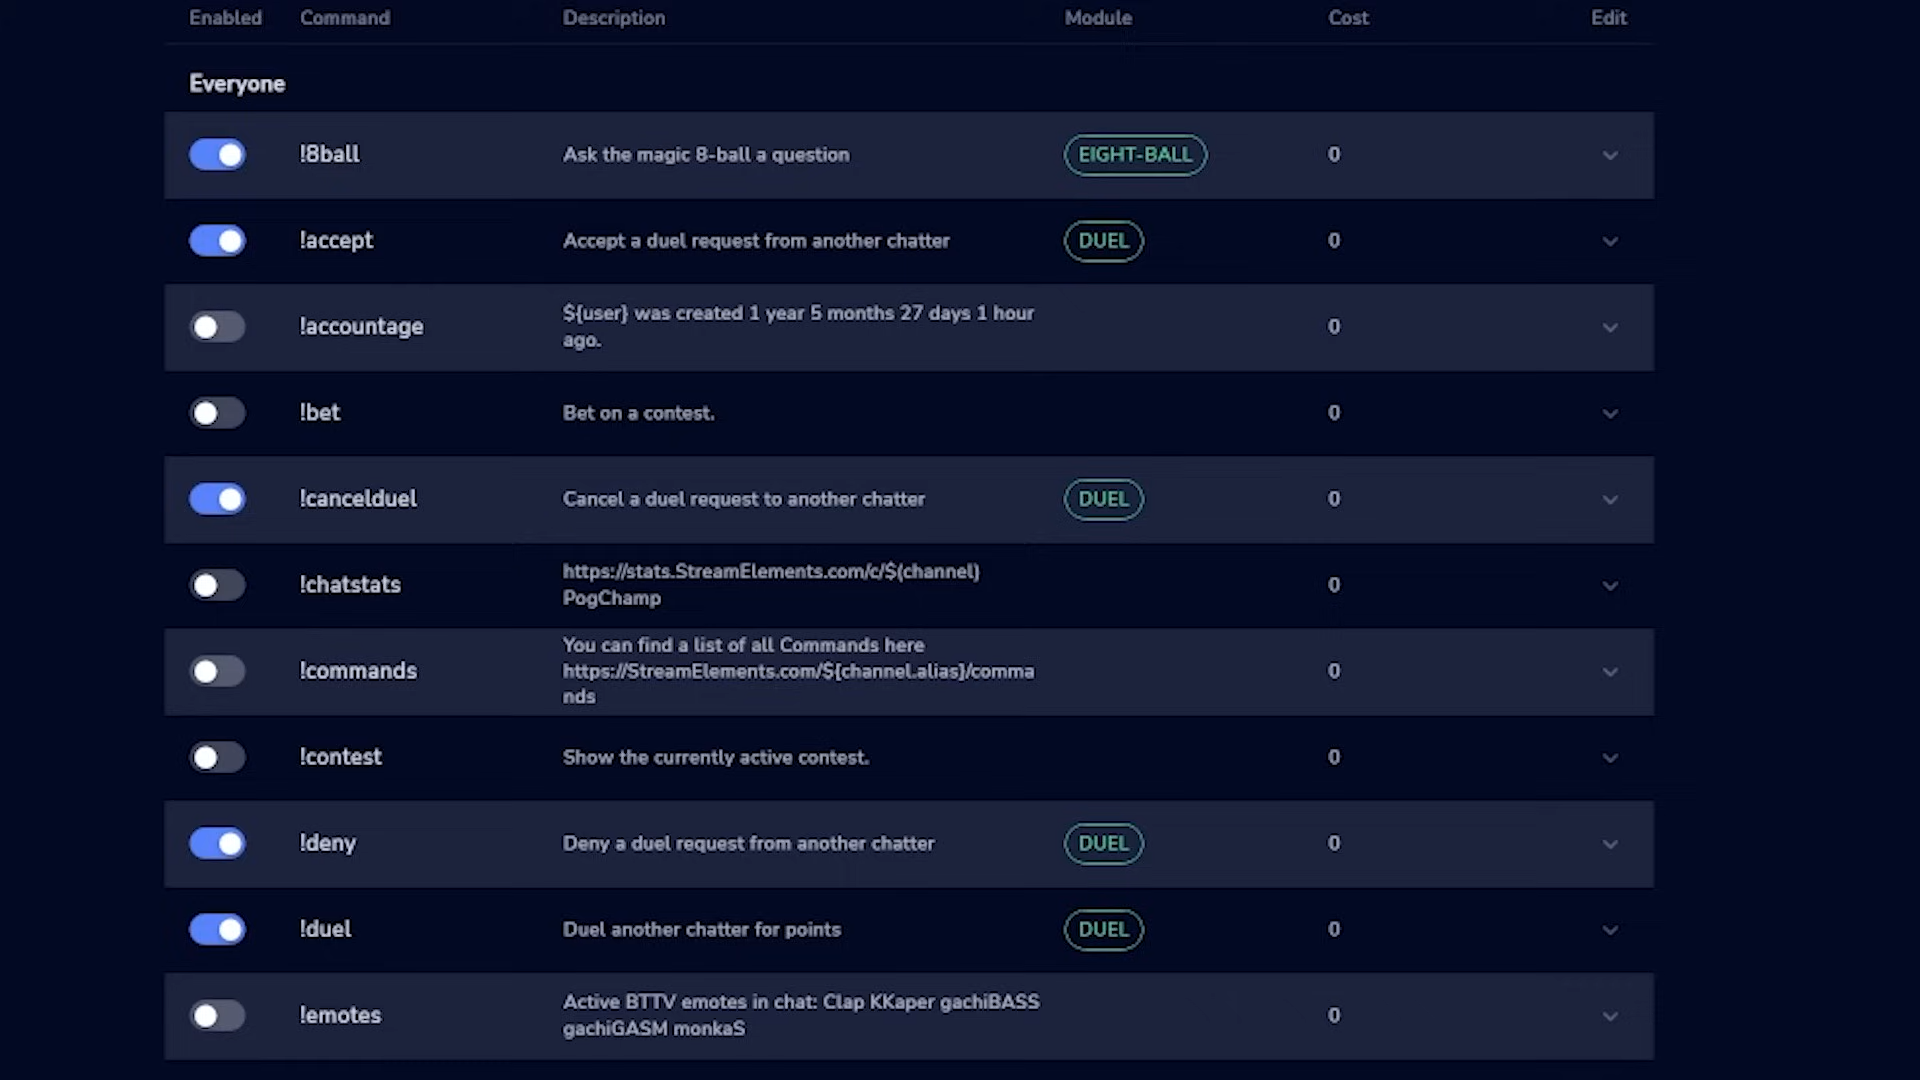 Enabled Command Description Module Cost Edit
Everyone
!8ball Ask the magic 8-ball a question EIGHT-BALL 0
!accept Accept a duel request from another chatter DUEL 0
!accountage ${user} was created 1 year 5 months 27 days 1 hour
ago. 0
!bet Bet on a contest. 0
!cancelduel Cancel a duel request to another chatter DUEL 0
!chatstats https://stats.StreamElements.com/c/$(channel)
PogChamp 0
!commands You can find a list of all Commands here
https://StreamElements.com/${channel.alias}/comma
nds 0
!contest Show the currently active contest. 0
!deny Deny a duel request from another chatter DUEL 0
!duel Duel another chatter for points DUEL 0
!emotes Active BTTV emotes in chat: Clap KKaper gachiBASS
gachiGASM monkaS 0